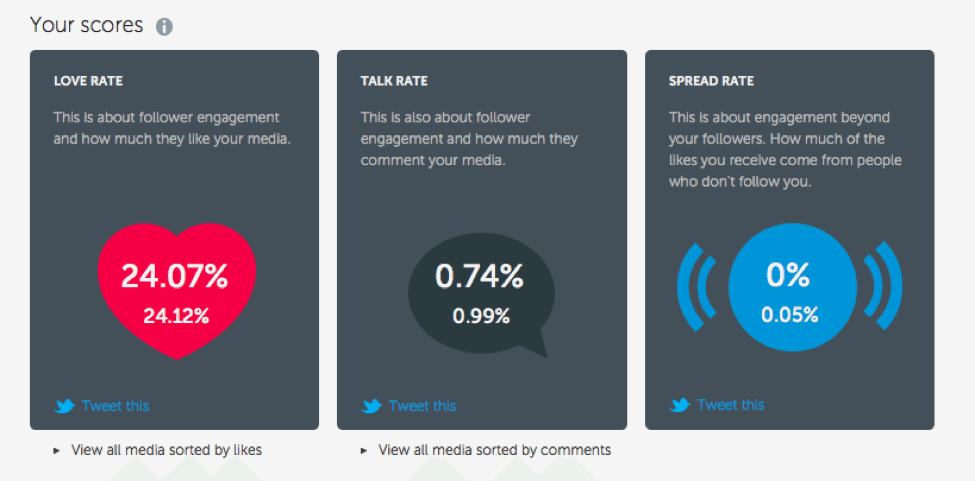 Your scores
LOVE RATE
This is about follower engagement
and how much they like your media.
24.07%
24.12%
Tweet this
View all media sorted by likes
TALK RATE
This is also about follower
engagement and how much they
comment your media.
0.74%
0.99%
Tweet this
View all media sorted by comments
SPREAD RATE
This is about engagement beyond
your followers. How much of the
likes you receive come from people
who don't follow you.
0%
0.05%
Tweet this